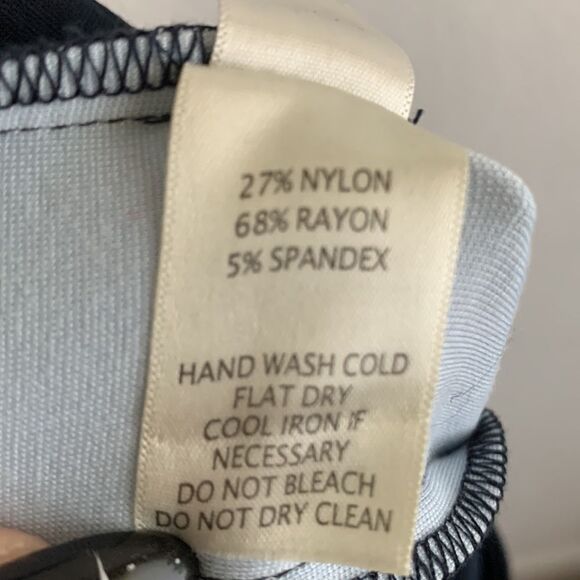 27% NYLON
68% RAYON
5% SPANDEX
HAND WASH COLD
FLAT DRY
COOL IRON IF
NECESSARY
DO NOT BLEACH
DO NOT DRY CLEAN